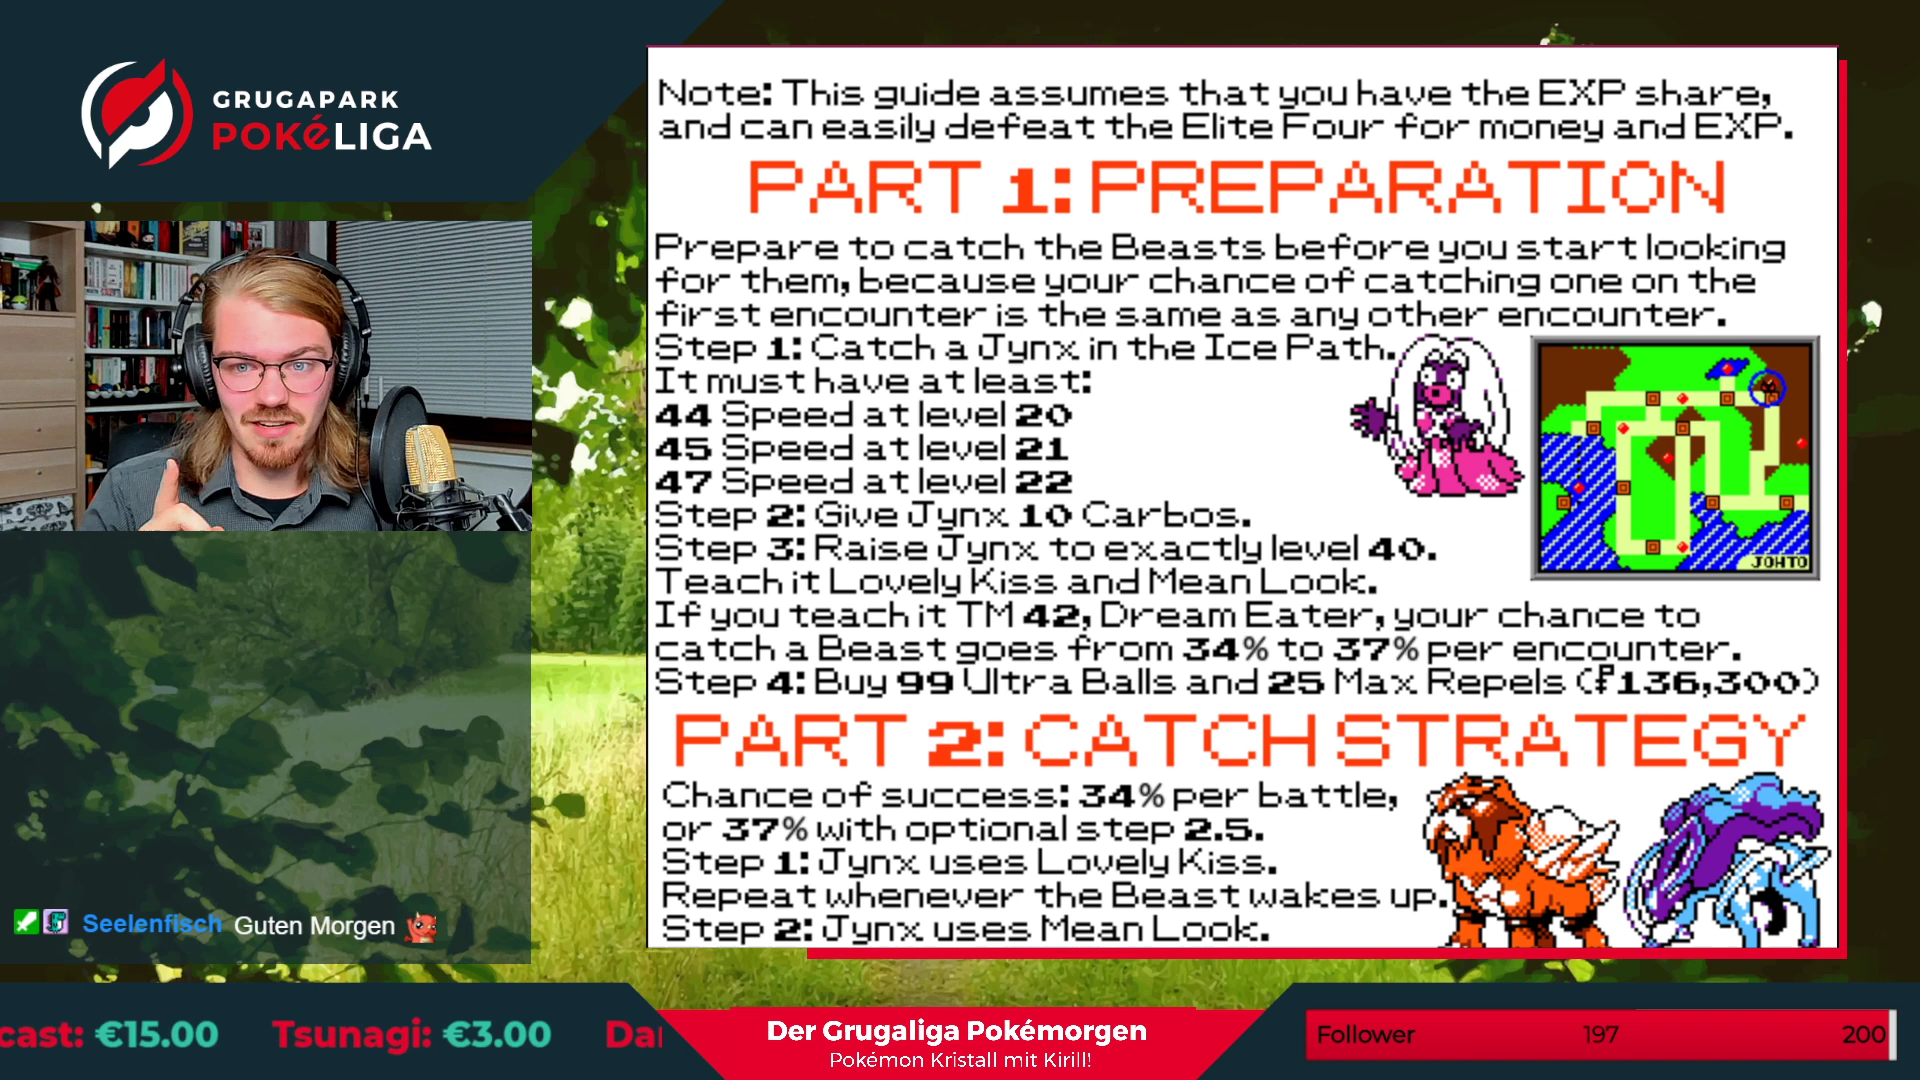 GRUGAPARK
POKéLIGA
Note: This guide assumes that you have the EXP share,
and can easily defeat the Elite Four for money and EXP.
PART 1: PREPARATION
Prepare to catch the Beasts before you start looking
for them, because your chance of catching one on the
first encounter is the same as any other encounter.
Step 1: Catch a Jynx in the Ice Path.
It must have at least:
44 Speed at level 20
45 Speed at level 21
47 Speed at level 22
Step 2: Give Jynx 10 Carbos.
Step 3: Raise Jynx to exactly level 40.
Teach it Lovely Kiss and Mean Look.
If you teach it TM 42, Dream Eater, your chance to
catch a Beast goes from 34% to 37% per encounter.
Step 4: Buy 99 Ultra Balls and 25 Max Repels (₽136,300)
JOHTO
PART 2: CATCH STRATEGY
Chance of success: 34% per battle,
or 37% with optional step 2.5.
Step 1: Jynx uses Lovely Kiss.
Repeat whenever the Beast wakes up.
Step 2: Jynx uses Mean Look.
Seelenfisch Guten Morgen
cast: €15.00 Tsunagi: €3.00 Dar
Der Grugaliga Pokémorgen
Pokémon Kristall mit Kirill!
Follower 197 200